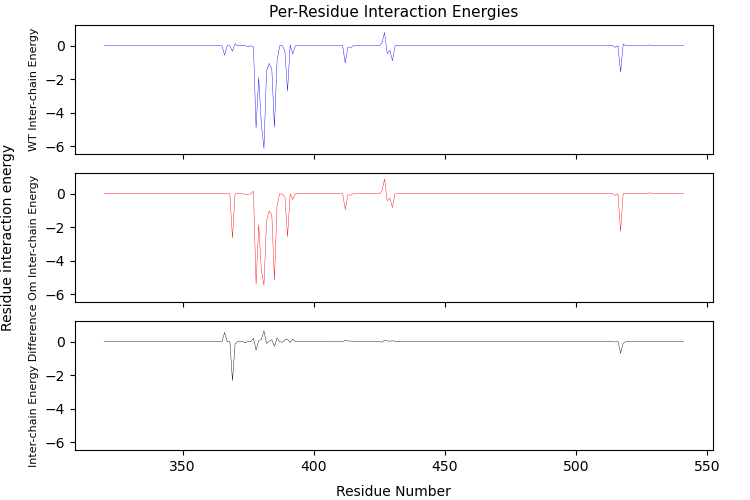 Per-Residue Interaction Energies
Residue interaction energy
WT Inter-chain Energy
0
−2
−4
−6
Om Inter-chain Energy
0
−2
−4
−6
Inter-chain Energy Difference
0
−2
−4
−6
350
400
450
500
550
Residue Number